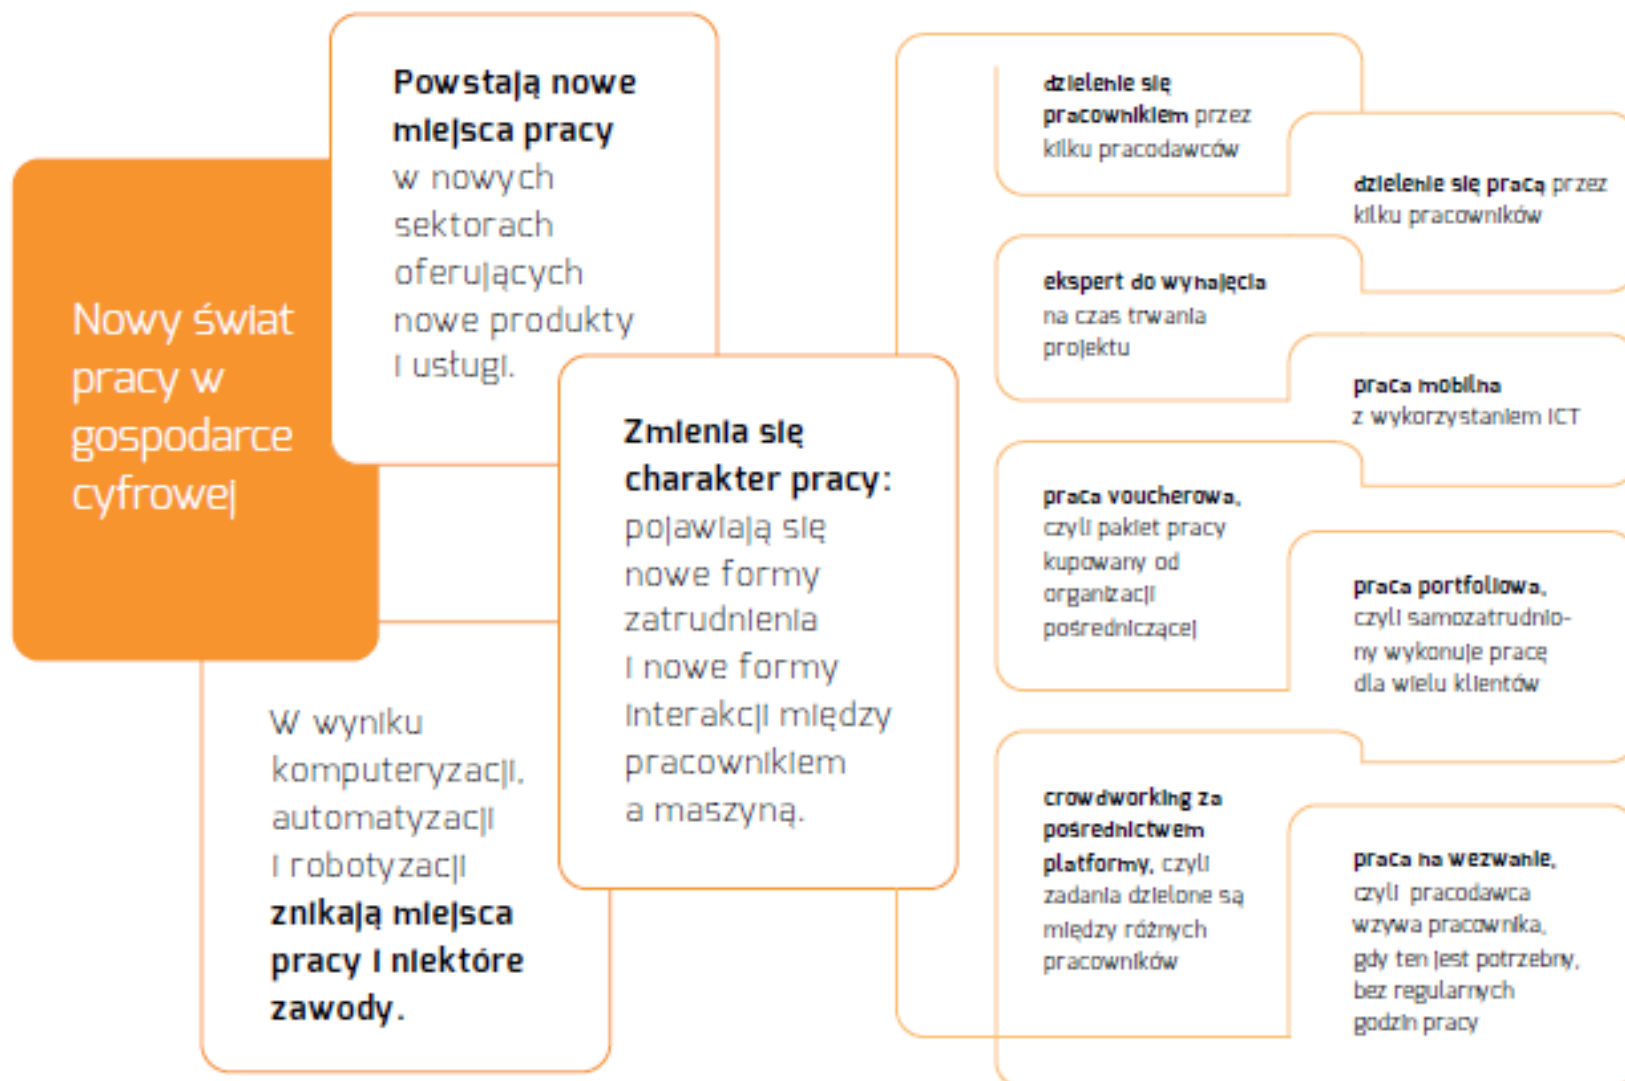 Nowy świat
pracy w
gospodarce
cyfrowej
Powstają nowe
miejsca pracy
w nowych
sektorach
oferujących
nowe produkty
i usługi.
Zmienia się
charakter pracy:
pojawiają się
nowe formy
zatrudnienia
i nowe formy
interakcji między
pracownikiem
a maszyną.
W wyniku
komputeryzacji,
automatyzacji
i robotyzacji
znikają miejsca
pracy i niektóre
zawody.
dzielenie się
pracownikiem przez
kilku pracodawców
dzielenie się pracą przez
kilku pracowników
ekspert do wynajęcia
na czas trwania
projektu
praca mobilna
z wykorzystaniem ICT
praca voucherowa,
czyli pakiet pracy
kupowany od
organizacji
pośredniczącej
praca portfoliowa,
czyli samozatrudnio-
ny wykonuje pracę
dla wielu klientów
crowdworking za
pośrednictwem
platformy, czyli
zadania dzielone są
między różnych
pracowników
praca na wezwanie,
czyli pracodawca
wzywa pracownika,
gdy ten jest potrzebny,
bez regularnych
godzin pracy